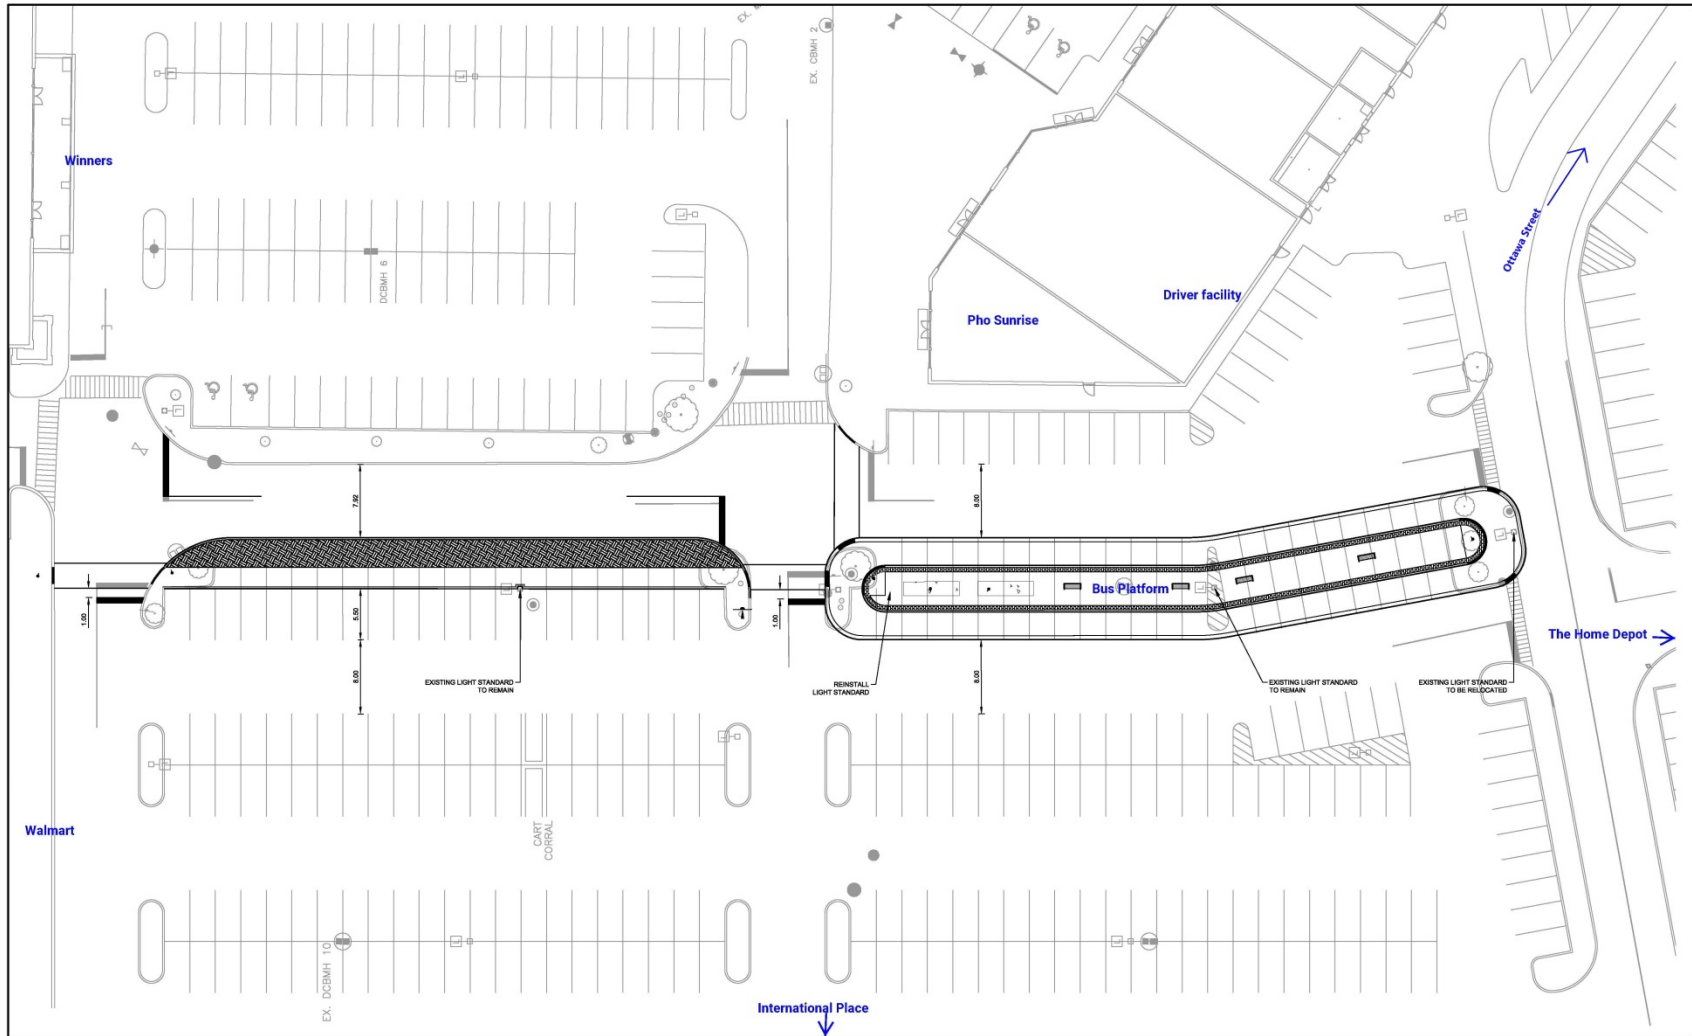 EX. CBMH 2
Winners
DCBMH 6
Ottawa Street
Driver facility
Pho Sunrise
7.92
8.00
Bus Platform
1.00
5.50
1.00
The Home Depot
8.00
8.00
EXISTING LIGHT STANDARD
TO REMAIN
REINSTALL
LIGHT STANDARD
EXISTING LIGHT STANDARD
TO REMAIN
EXISTING LIGHT STANDARD
TO BE RELOCATED
Walmart
CART
CORRAL
EX. DCBMH 10
International Place